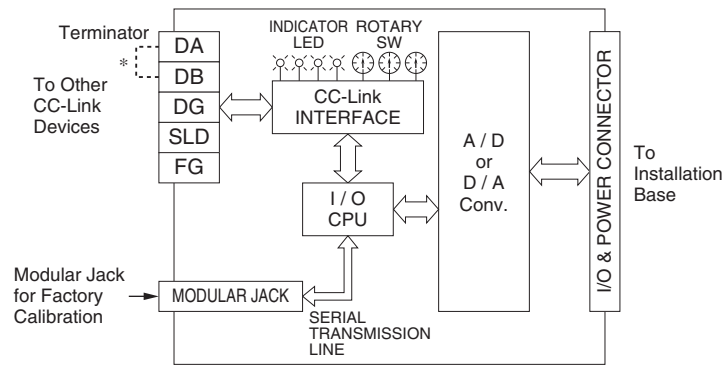 Terminator
*
To Other
CC-Link
Devices
DA
DB
DG
SLD
FG
INDICATOR
LED
ROTARY
SW
CC-Link
INTERFACE
I / O
CPU
A / D
or
D / A
Conv.
I/O & POWER CONNECTOR
To
Installation
Base
Modular Jack
for Factory
Calibration
MODULAR JACK
SERIAL
TRANSMISSION
LINE